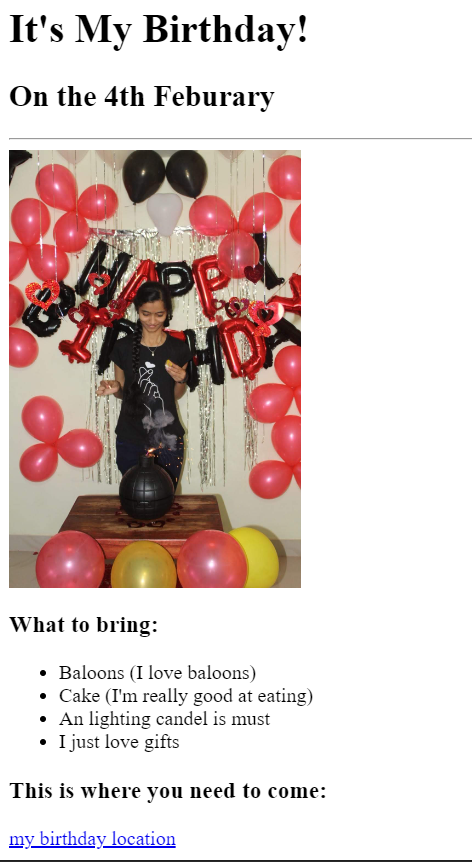 It's My Birthday!
On the 4th Feburary
HAPPY
BIRTHDAY
What to bring:
Baloons (I love baloons)
Cake (I'm really good at eating)
An lighting candel is must
I just love gifts
This is where you need to come:
my birthday location